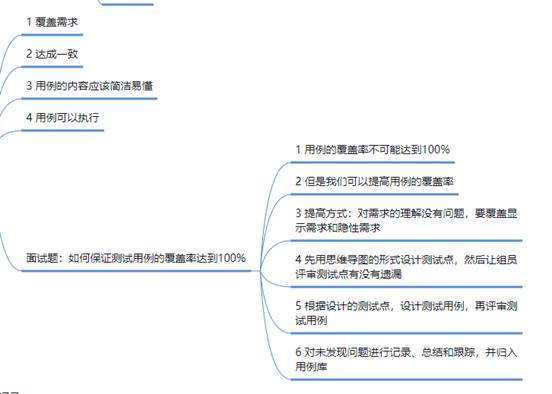 1 覆盖需求
2 达成一致
3 用例的内容应该简洁易懂
4 用例可以执行
面试题：如何保证测试用例的覆盖率达到100%
1 用例的覆盖率不可能达到100%
2 但是我们可以提高用例的覆盖率
3 提高方式：对需求的理解没有问题，要覆盖显
示需求和隐性需求
4 先用思维导图的形式设计测试点，然后让组员
评审测试点有没有遗漏
5 根据设计的测试点，设计测试用例，再评审测
试用例
6 对未发现问题进行记录、总结和跟踪，并归入
用例库